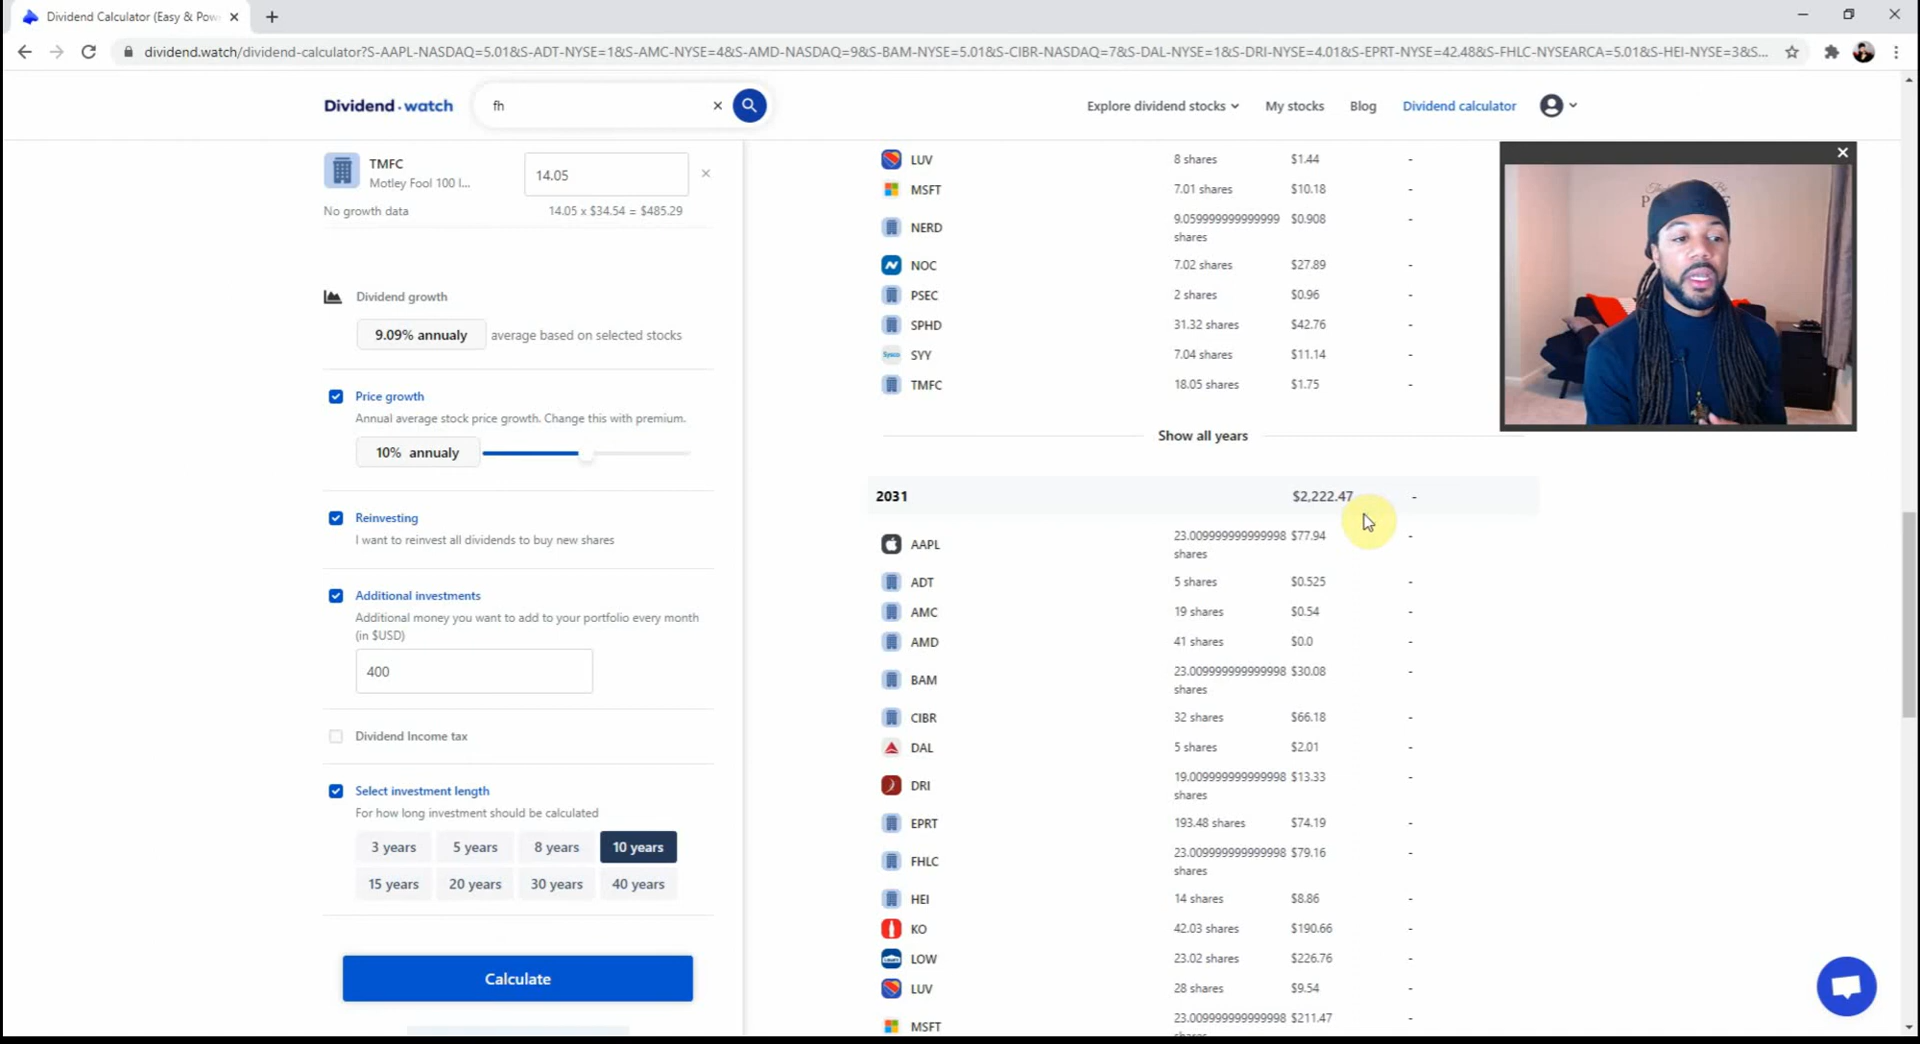 Dividend Calculator (Easy & Pow
dividend.watch/dividend-calculator?S-AAPL-NASDAQ=5.01&S-ADT-NYSE=1&S-AMC-NYSE=4&S-AMD-NASDAQ=9&S-BAM-NYSE=5.01&S-CIBR-NASDAQ=7&S-DAL-NYSE=1&S-DRI-NYSE=4.01&S-EPRT-NYSE=42.48&S-FHLC-NYSEARCA=5.01&S-HEI-NYSE=3&S...
Dividend·watch
fh
Explore dividend stocks
My stocks
Blog
Dividend calculator
TMFC
Motley Fool 100 I...
14.05
No growth data
14.05 x $34.54 = $485.29
Dividend growth
9.09% annualy
average based on selected stocks
Price growth
Annual average stock price growth. Change this with premium.
10% annualy
Reinvesting
I want to reinvest all dividends to buy new shares
Additional investments
Additional money you want to add to your portfolio every month
(in $USD)
400
Dividend Income tax
Select investment length
For how long investment should be calculated
3 years 5 years 8 years 10 years
15 years 20 years 30 years 40 years
Calculate
LUV 8 shares $1.44 -
MSFT 7.01 shares $10.18 -
NERD 9.059999999999999 $0.908 -
shares
NOC 7.02 shares $27.89 -
PSEC 2 shares $0.96 -
SPHD 31.32 shares $42.76 -
Sysco SYY 7.04 shares $11.14 -
TMFC 18.05 shares $1.75 -
Show all years
2031 $2,222.47 -
AAPL 23.009999999999998 $77.94 -
shares
ADT 5 shares $0.525 -
AMC 19 shares $0.54 -
AMD 41 shares $0.0 -
BAM 23.009999999999998 $30.08 -
shares
CIBR 32 shares $66.18 -
DAL 5 shares $2.01 -
DRI 19.009999999999998 $13.33 -
shares
EPRT 193.48 shares $74.19 -
FHLC 23.009999999999998 $79.16 -
shares
HEI 14 shares $8.86 -
KO 42.03 shares $190.66 -
LOW 23.02 shares $226.76 -
LUV 28 shares $9.54 -
MSFT 23.009999999999998 $211.47 -